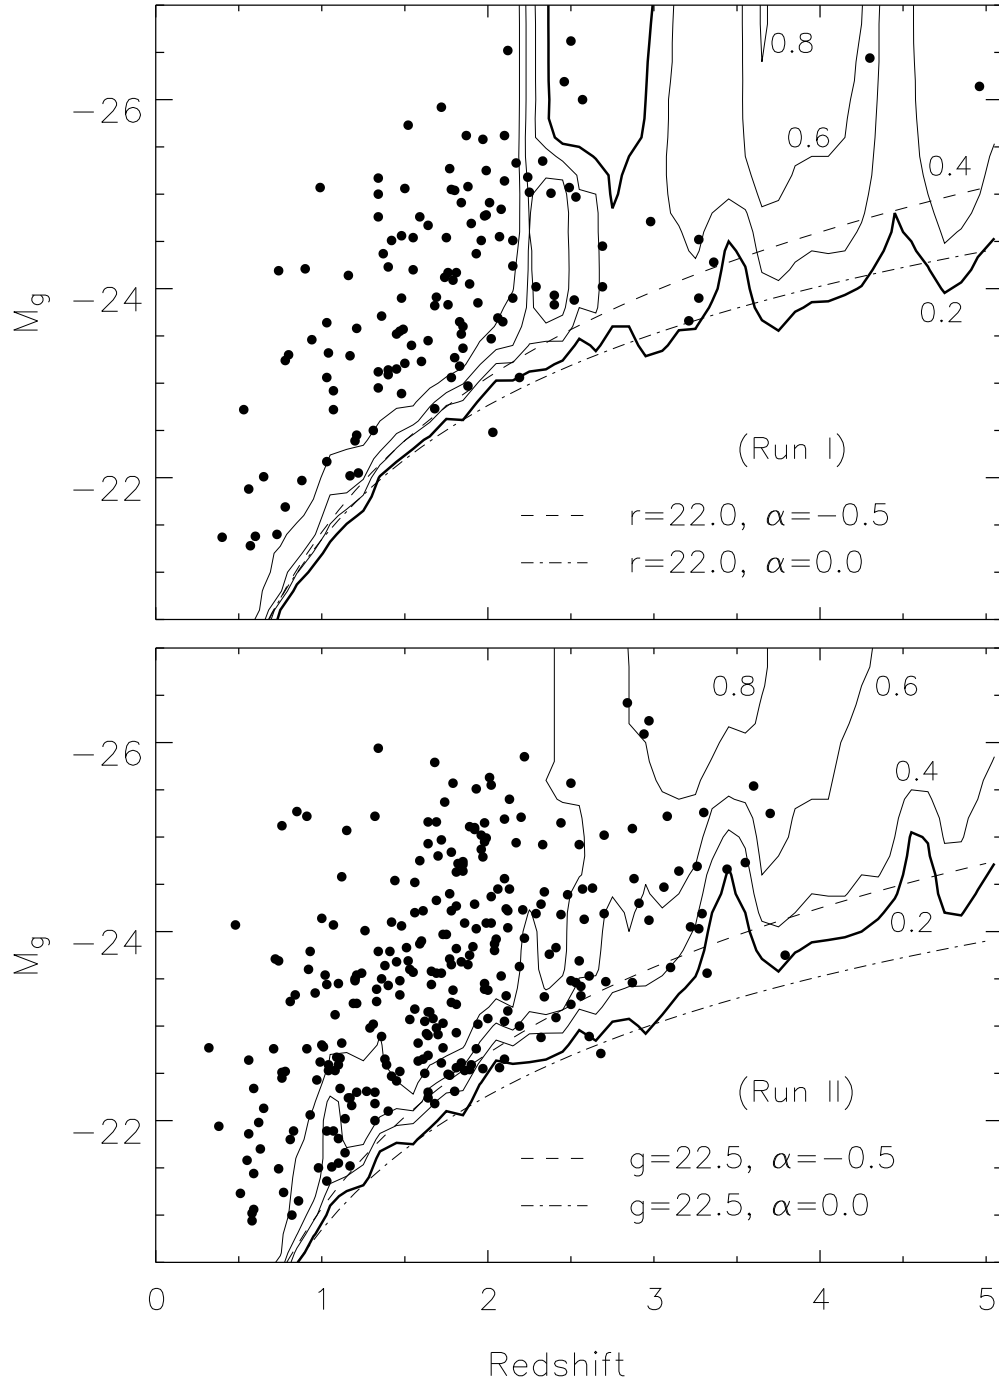 0.8
−26
0.6
0.4
−24
M_g
0.2
(Run I)
−22
r=22.0, α=−0.5
r=22.0, α=0.0
0.8
0.6
−26
0.4
−24
0.2
M_g
(Run II)
−22
g=22.5, α=−0.5
g=22.5, α=0.0
0 1 2 3 4 5
Redshift